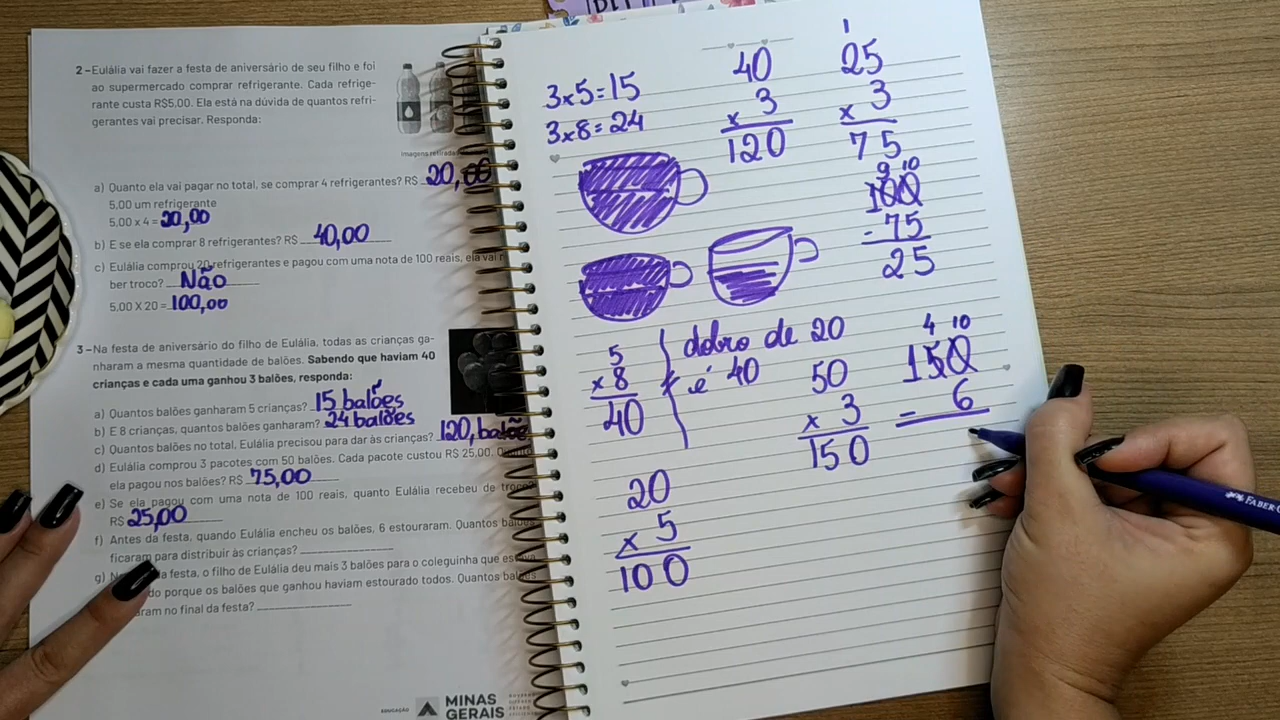 2 – Eulália vai fazer a festa de aniversário de seu filho e foi
ao supermercado comprar refrigerante. Cada refrige-
rante custa R$5,00. Ela está na dúvida de quantos refri-
gerantes vai precisar. Responda:
Imagens retiradas
a) Quanto ela vai pagar no total, se comprar 4 refrigerantes? R$ 20,00
5,00 um refrigerante
5,00 x 4 = 20,00
b) E se ela comprar 8 refrigerantes? R$ 40,00
c) Eulália comprou 20 refrigerantes e pagou com uma nota de 100 reais, ela vai r
ber troco? Não
5,00 X 20 = 100,00
3 – Na festa de aniversário do filho de Eulália, todas as crianças ga-
nharam a mesma quantidade de balões. Sabendo que haviam 40
crianças e cada uma ganhou 3 balões, responda:
a) Quantos balões ganharam 5 crianças? 15 balões
b) E 8 crianças, quantos balões ganharam? 24 balões
c) Quantos balões no total, Eulália precisou para dar às crianças? 120, balõe
d) Eulália comprou 3 pacotes com 50 balões. Cada pacote custou R$ 25,00.
ela pagou nos balões? R$ 75,00
e) Se ela pagou com uma nota de 100 reais, quanto Eulália recebeu de troco?
R$ 25,00
f) Antes da festa, quando Eulália encheu os balões, 6 estouraram. Quantos balões
ficaram para distribuir às crianças?
g) da festa, o filho de Eulália deu mais 3 balões para o coleguinha que
do porque os balões que ganhou haviam estourado todos. Quantos balões
ram no final da festa?
EDUCAÇÃO
MINAS
GERAIS
3x5=15
3x8=24
40
x 3
120
1
25
x 3
75
9 10
100
- 75
25
5
x 8
40
dobro de 20
é 40
50
x 3
150
4 10
150
- 6
20
x 5
100
FABER-C